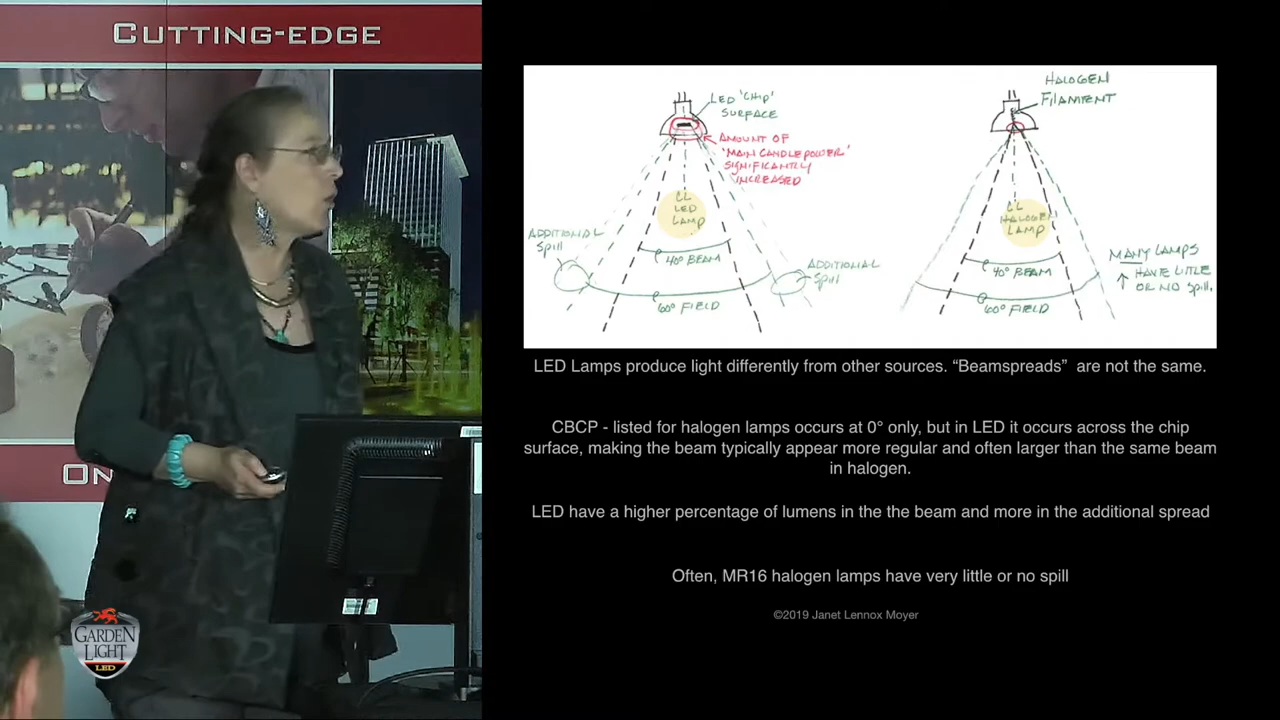 CUTTING-EDGE
ON
GARDEN
LIGHT
LED
LED 'CHIP'
SURFACE
AMOUNT OF
'MAIN CANDLEPOWER'
SIGNIFICANTLY
INCREASED
CL
LED
LAMP
ADDITIONAL
SPILL
40° BEAM
60° FIELD
ADDITIONAL
SPILL
HALOGEN
FILAMENT
CL
HALOGEN
LAMP
40° BEAM
60° FIELD
MANY LAMPS
HAVE LITTLE
OR NO SPILL.
LED Lamps produce light differently from other sources. “Beamspreads” are not the same.
CBCP - listed for halogen lamps occurs at 0° only, but in LED it occurs across the chip
surface, making the beam typically appear more regular and often larger than the same beam
in halogen.
LED have a higher percentage of lumens in the the beam and more in the additional spread
Often, MR16 halogen lamps have very little or no spill
©2019 Janet Lennox Moyer